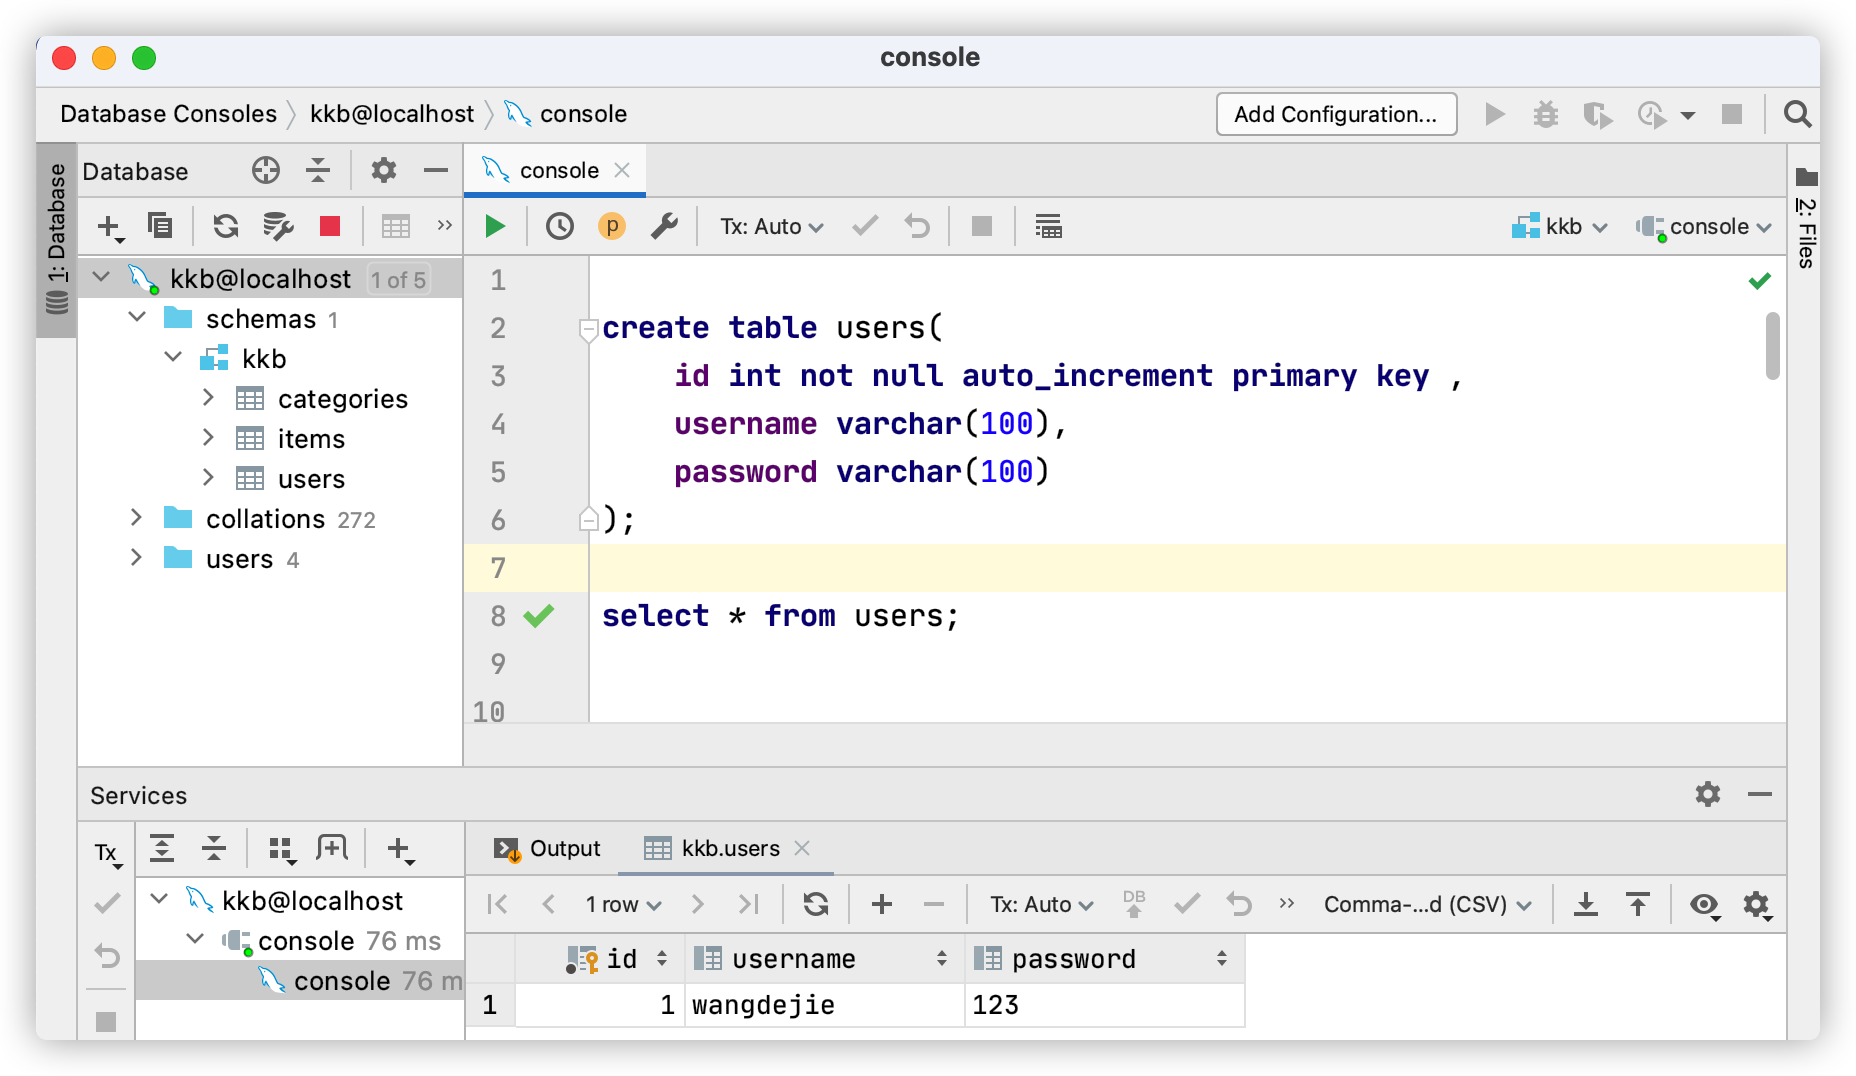 console
Database Consoles kkb@localhost console
Add Configuration...
1: Database
Database
kkb@localhost 1 of 5
schemas 1
kkb
categories
items
users
collations 272
users 4
console
p Tx: Auto kkb console
2: Files
1
2 create table users(
3 id int not null auto_increment primary key ,
4 username varchar(100),
5 password varchar(100)
6 );
7
8 select * from users;
9
10
Services
Tx
kkb@localhost
console 76 ms
console 76 m
Output kkb.users
1 row Tx: Auto DB Comma-...d (CSV)
id username password
1 1 wangdejie 123